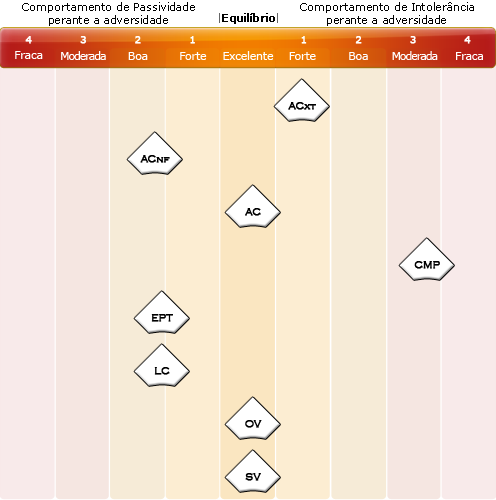 Comportamento de Passividade
perante a adversidade
|Equilíbrio|
Comportamento de Intolerância
perante a adversidade
4 3 2 1 1 2 3 4
Fraca Moderada Boa Forte Excelente Forte Boa Moderada Fraca
ACXT
ACNF
AC
CMP
EPT
LC
OV
SV